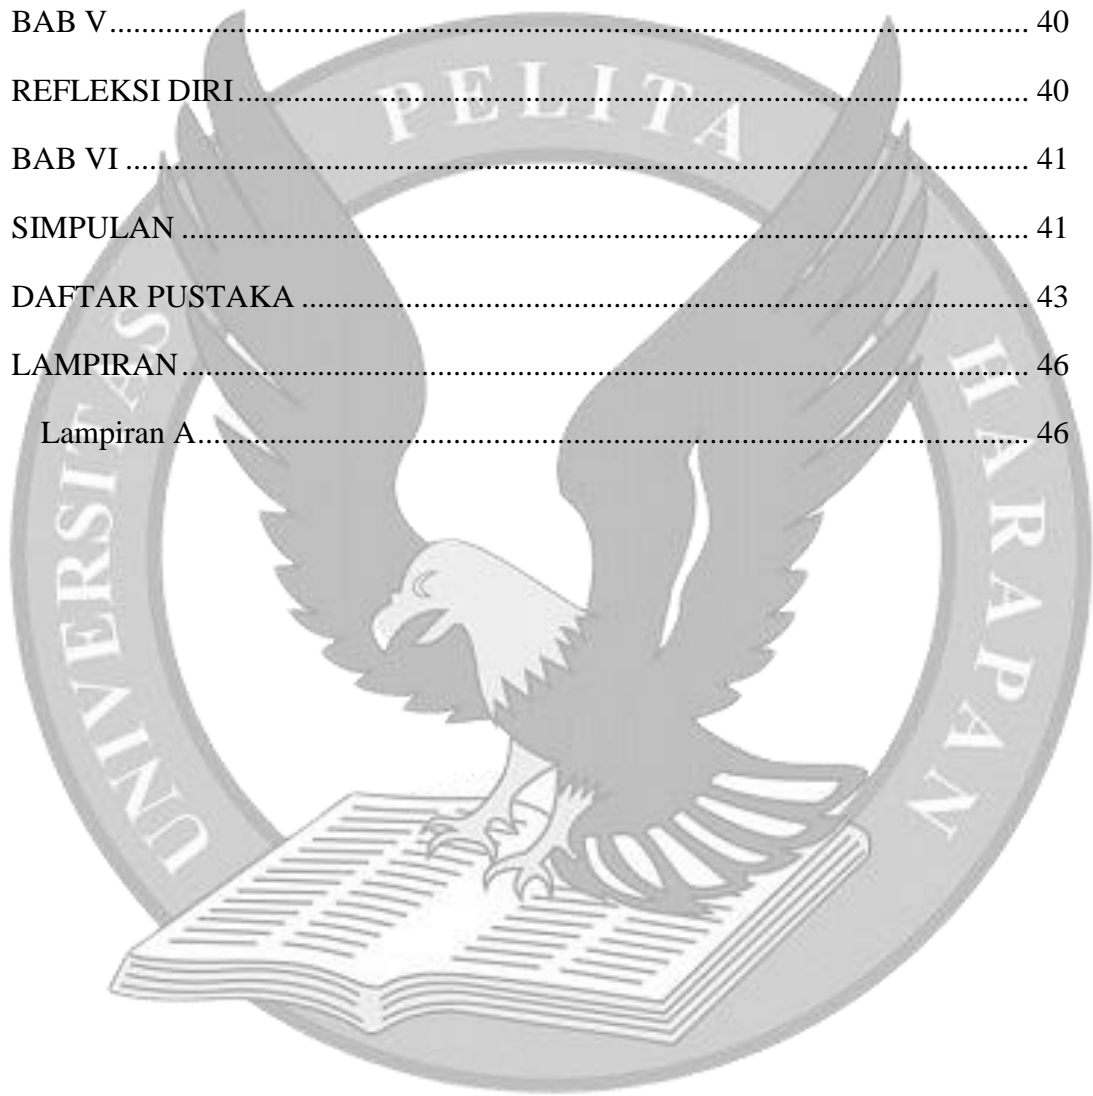 BAB V........................................................................................................ 40
REFLEKSI DIRI........................................................................................ 40
BAB VI ...................................................................................................... 41
SIMPULAN ............................................................................................... 41
DAFTAR PUSTAKA ................................................................................ 43
LAMPIRAN............................................................................................... 46
Lampiran A............................................................................................. 46
UNIVERSITAS PELITA HARAPAN